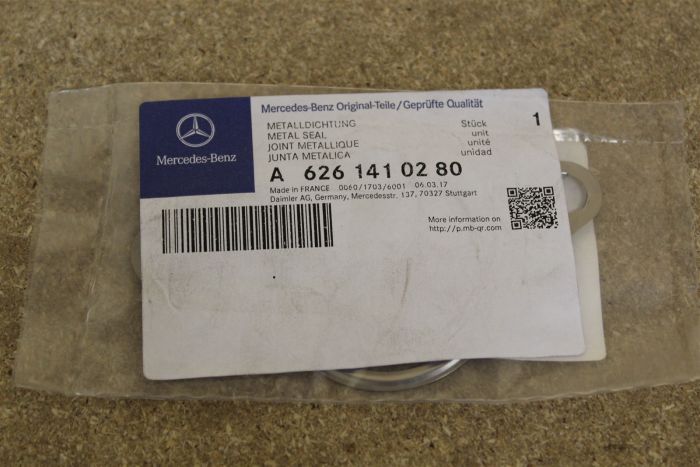 Mercedes-Benz
Mercedes-Benz Original-Teile/Geprüfte Qualität
METALLDICHTUNG Stück 1
METAL SEAL unit
JOINT METALLIQUE unité
JUNTA METALICA unidad
A 626 141 02 80
Made in FRANCE 0060/1703/6001 06.03.17
Daimler AG, Germany, Mercedesstr. 137, 70327 Stuttgart
More information on
http://p.mb-qr.com